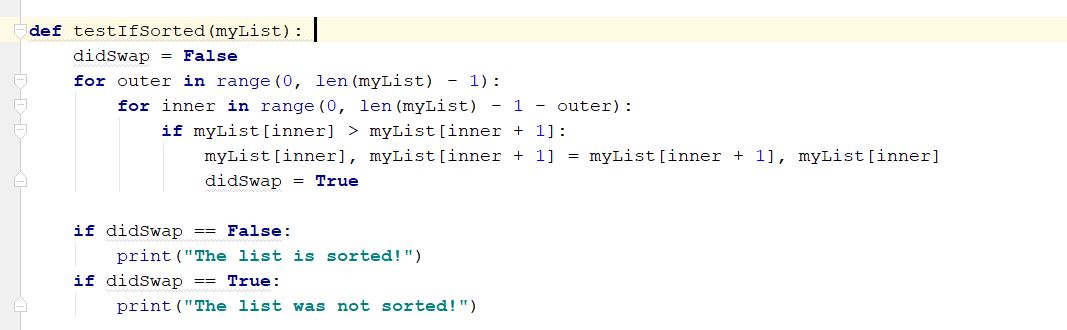 def testIfSorted(myList):
    didSwap = False
    for outer in range(0, len(myList) - 1):
        for inner in range(0, len(myList) - 1 - outer):
            if myList[inner] > myList[inner + 1]:
                myList[inner], myList[inner + 1] = myList[inner + 1], myList[inner]
                didSwap = True
    if didSwap == False:
        print("The list is sorted!")
    if didSwap == True:
        print("The list was not sorted!")